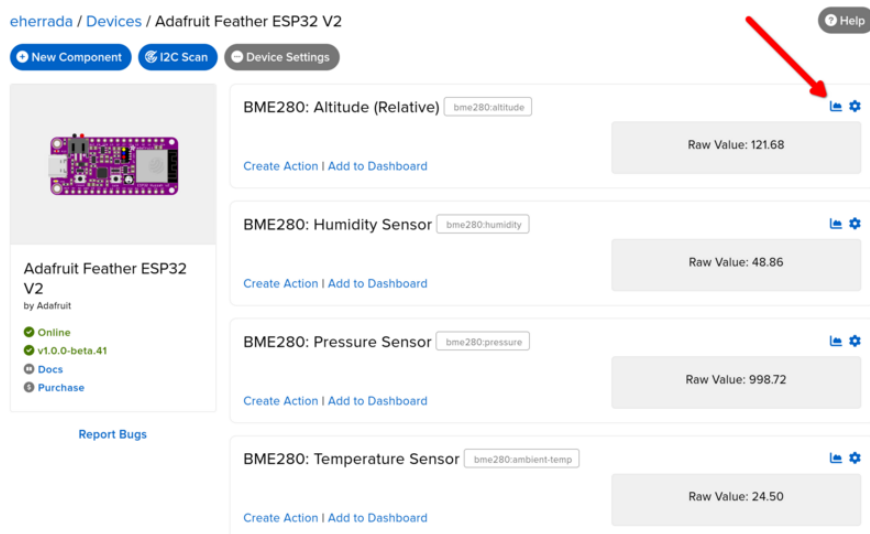 eherrada / Devices / Adafruit Feather ESP32 V2
Help
New Component
I2C Scan
Device Settings
BME280: Altitude (Relative) bme280:altitude
Raw Value: 121.68
Create Action | Add to Dashboard
BME280: Humidity Sensor bme280:humidity
Raw Value: 48.86
Create Action | Add to Dashboard
Adafruit Feather ESP32
V2
by Adafruit
Online
v1.0.0-beta.41
Docs
Purchase
Report Bugs
BME280: Pressure Sensor bme280:pressure
Raw Value: 998.72
Create Action | Add to Dashboard
BME280: Temperature Sensor bme280:ambient-temp
Raw Value: 24.50
Create Action | Add to Dashboard